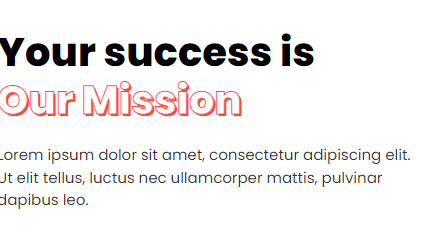 Your success is
Our Mission
Lorem ipsum dolor sit amet, consectetur adipiscing elit.
Ut elit tellus, luctus nec ullamcorper mattis, pulvinar
dapibus leo.